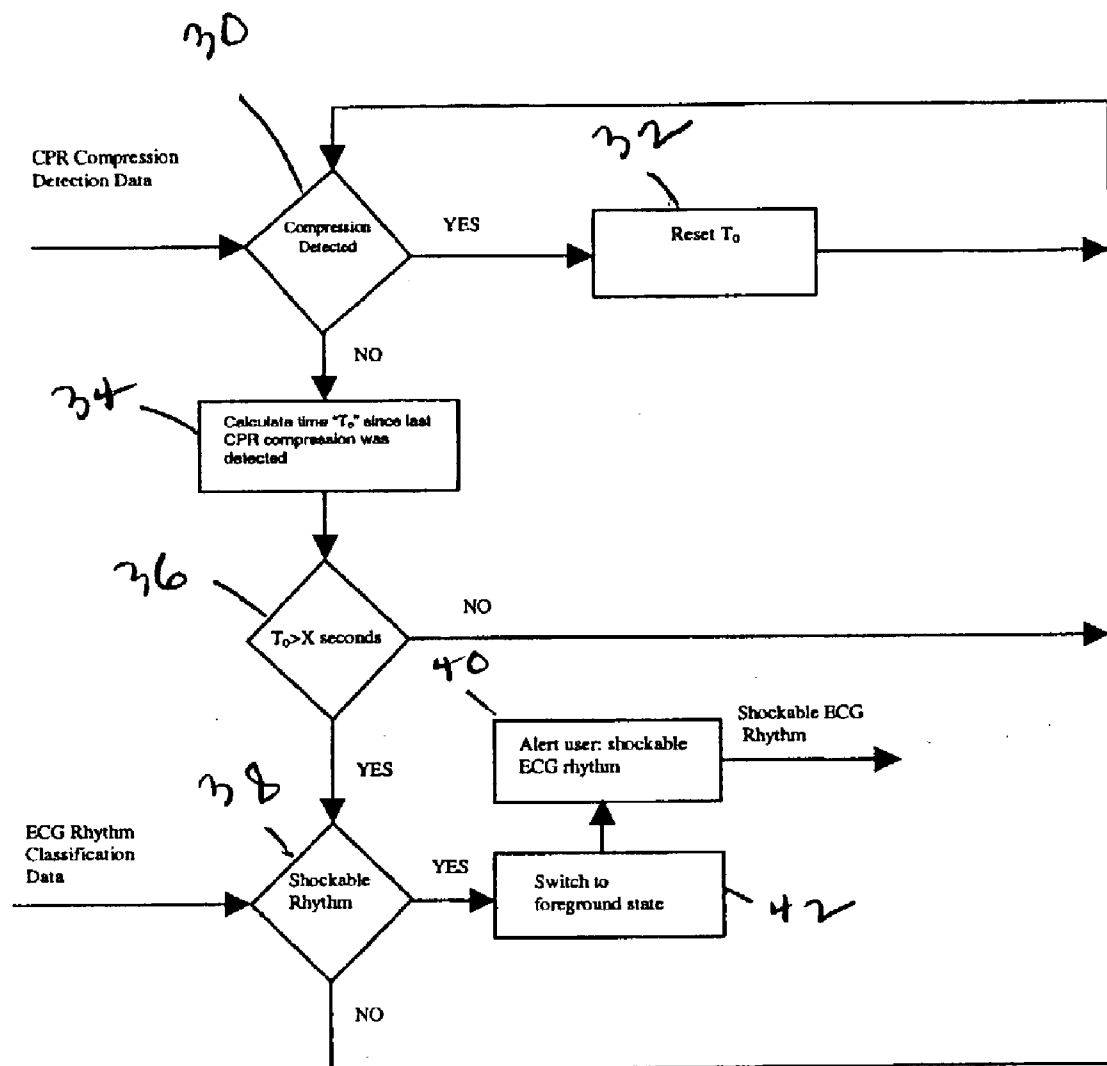 30
32
CPR Compression
Detection Data
Compression
Detected
YES
Reset T₀
NO
34
Calculate time "T₀" since last
CPR compression was
detected
36
T₀>X seconds
NO
40
Shockable ECG
Rhythm
Alert user: shockable
ECG rhythm
YES
38
ECG Rhythm
Classification
Data
Shockable
Rhythm
YES
Switch to
foreground state
42
NO